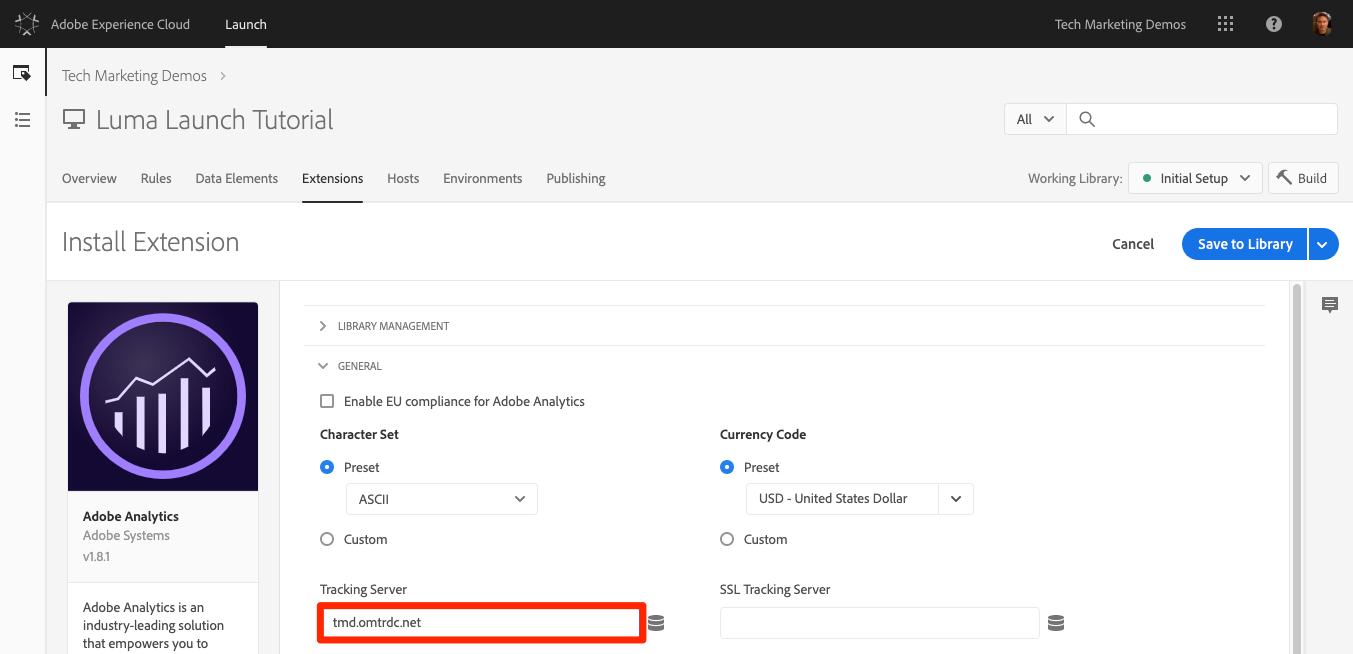 Adobe Experience Cloud
Launch
Tech Marketing Demos
Tech Marketing Demos
Luma Launch Tutorial
All
Overview
Rules
Data Elements
Extensions
Hosts
Environments
Publishing
Working Library:
Initial Setup
Build
Install Extension
Cancel
Save to Library
LIBRARY MANAGEMENT
GENERAL
Enable EU compliance for Adobe Analytics
Character Set
Currency Code
Preset
Preset
ASCII
USD - United States Dollar
Custom
Custom
Tracking Server
SSL Tracking Server
tmd.omtrdc.net
Adobe Analytics
Adobe Systems
v1.8.1
Adobe Analytics is an
industry-leading solution
that empowers you to